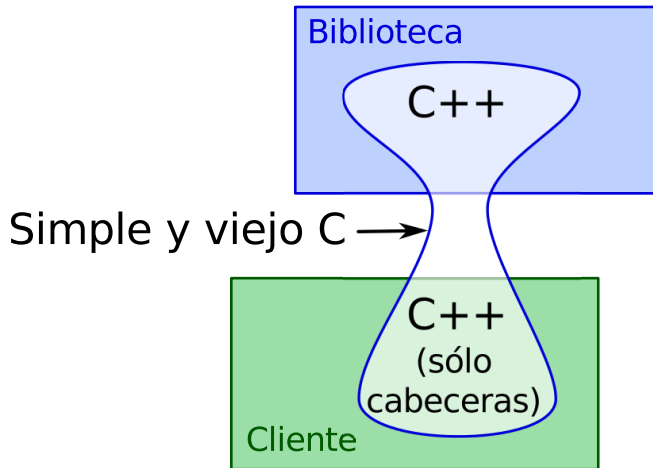 Biblioteca
C++
Simple y viejo C
C++
(sólo
cabeceras)
Cliente